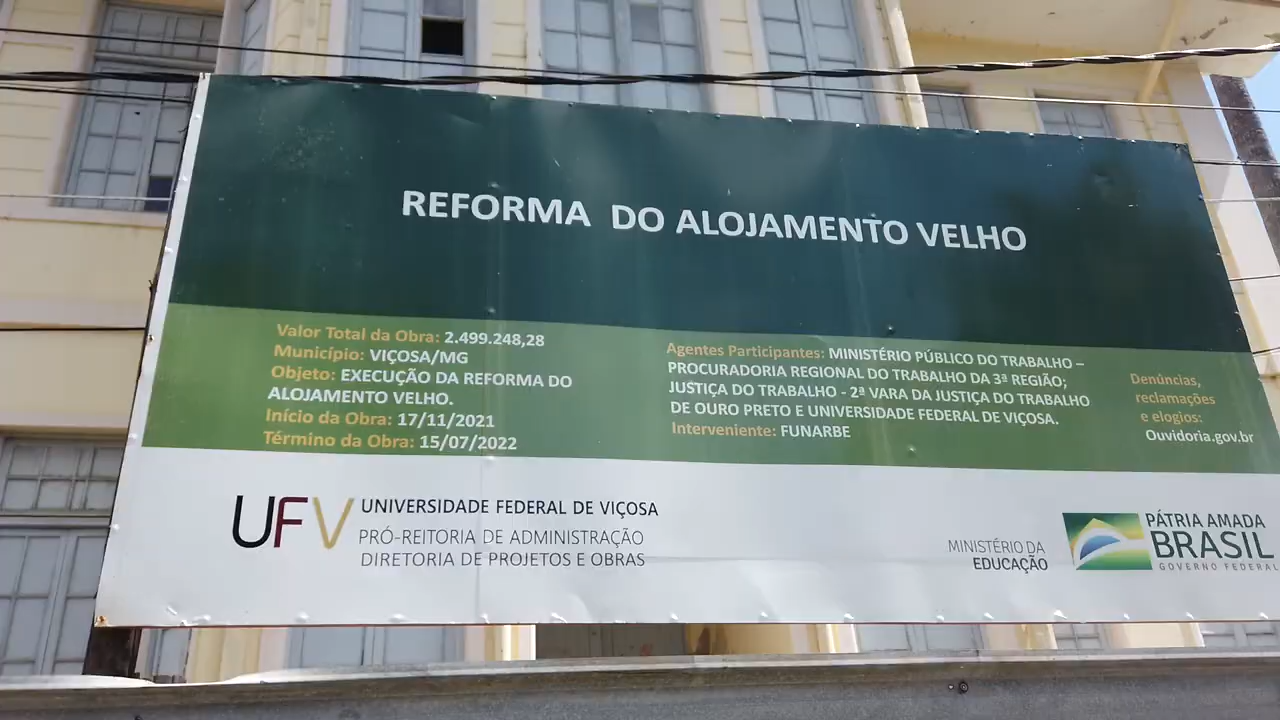 REFORMA DO ALOJAMENTO VELHO
Valor Total da Obra: 2.499.248,28
Município: VIÇOSA/MG
Objeto: EXECUÇÃO DA REFORMA DO
ALOJAMENTO VELHO.
Início da Obra: 17/11/2021
Término da Obra: 15/07/2022
Agentes Participantes: MINISTÉRIO PÚBLICO DO TRABALHO –
PROCURADORIA REGIONAL DO TRABALHO DA 3ª REGIÃO;
JUSTIÇA DO TRABALHO - 2ª VARA DA JUSTIÇA DO TRABALHO
DE OURO PRETO E UNIVERSIDADE FEDERAL DE VIÇOSA.
Interveniente: FUNARBE
Denúncias,
reclamações
e elogios:
Ouvidoria.gov.br
UFV
UNIVERSIDADE FEDERAL DE VIÇOSA
PRÓ-REITORIA DE ADMINISTRAÇÃO
DIRETORIA DE PROJETOS E OBRAS
MINISTÉRIO DA
EDUCAÇÃO
PÁTRIA AMADA
BRASIL
GOVERNO FEDERAL